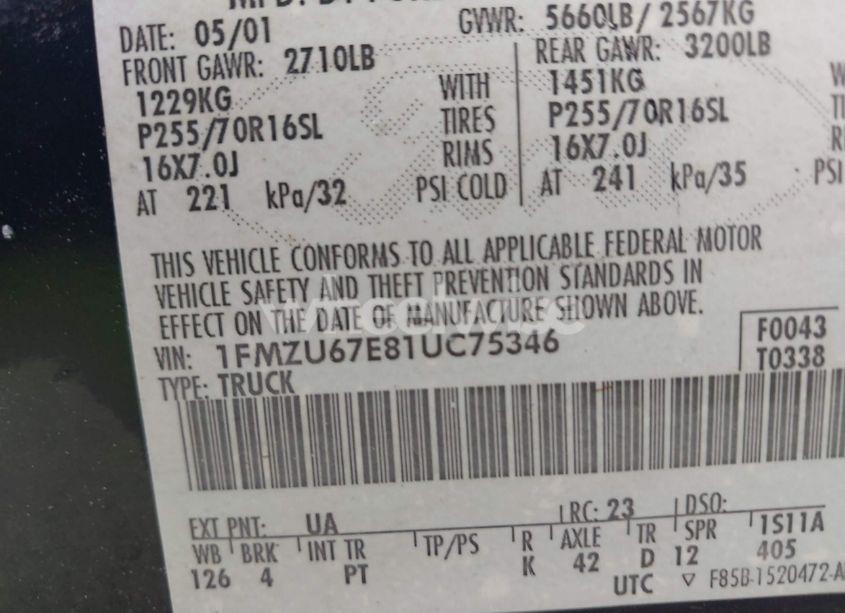 DATE: 05/01 GVWR: 5660LB/ 2567KG
FRONT GAWR: 2710LB REAR GAWR: 3200LB
1229KG WITH 1451KG
P255/70R16SL TIRES P255/70R16SL
16X7.0J RIMS 16X7.0J
AT 221 kPa/32 PSI COLD AT 241 kPa/35 PSI
THIS VEHICLE CONFORMS TO ALL APPLICABLE FEDERAL MOTOR
VEHICLE SAFETY AND THEFT PREVENTION STANDARDS IN
EFFECT ON THE DATE OF MANUFACTURE SHOWN ABOVE.
VIN: 1FMZU67E81UC75346 F0043
TYPE: TRUCK T0338
EXT PNT: UA RC: 23 DSO:
WB BRK INT TR TP/PS R AXLE TR SPR 1S11A
126 4 PT K 42 D 12 405
UTC ▽ F85B-1520472-A